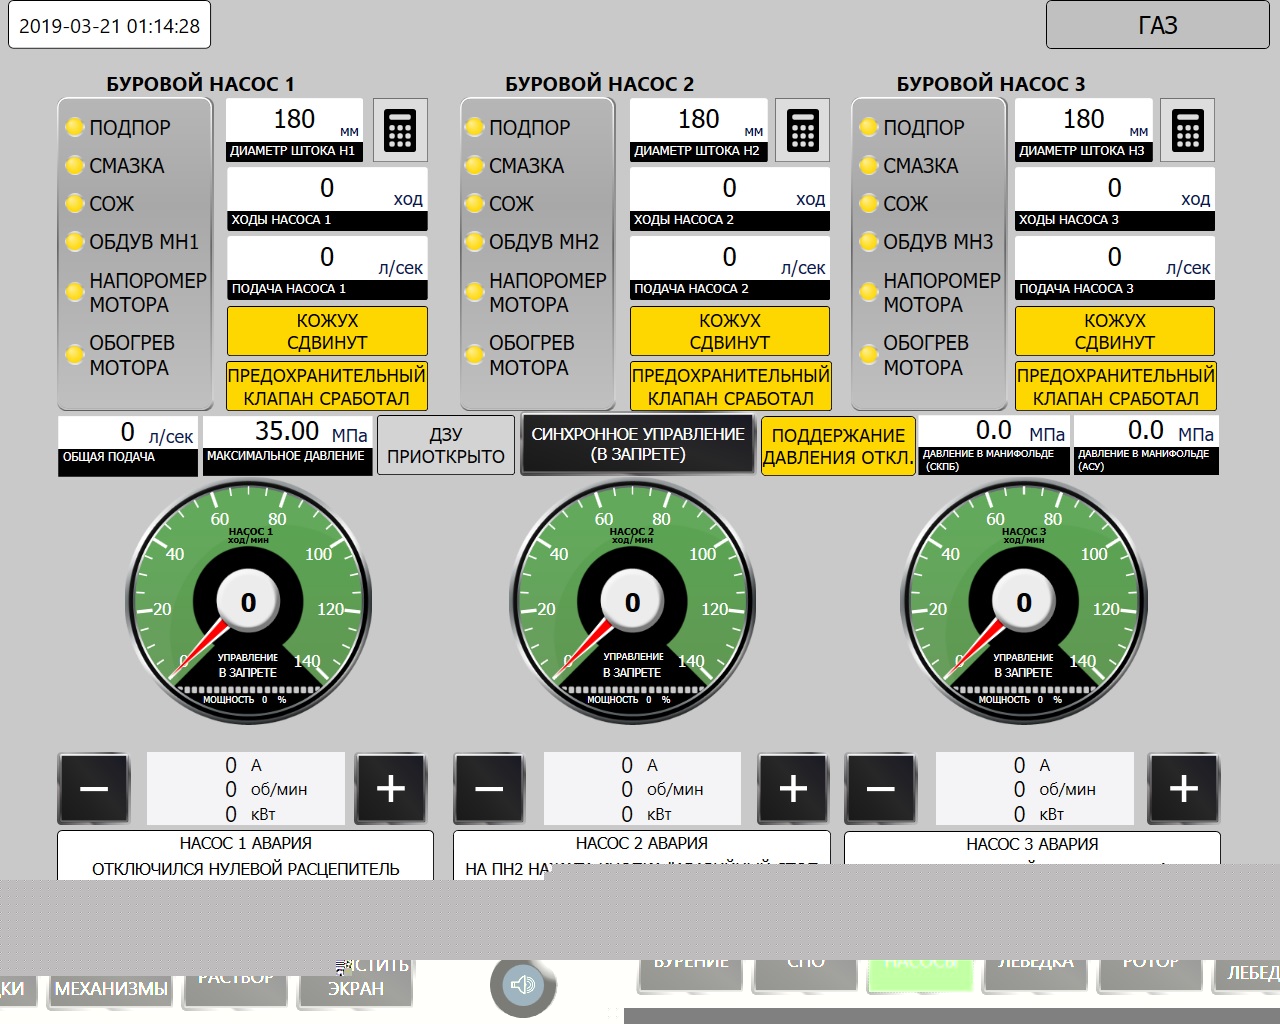 2019-03-21 01:14:28
ГАЗ
БУРОВОЙ НАСОС 1
ПОДПОР
СМАЗКА
СОЖ
ОБДУВ МН1
НАПОРОМЕР
МОТОРА
ОБОГРЕВ
МОТОРА
180 мм
ДИАМЕТР ШТОКА Н1
0 ход
ХОДЫ НАСОСА 1
0 л/сек
ПОДАЧА НАСОСА 1
КОЖУХ
СДВИНУТ
ПРЕДОХРАНИТЕЛЬНЫЙ
КЛАПАН СРАБОТАЛ
БУРОВОЙ НАСОС 2
ПОДПОР
СМАЗКА
СОЖ
ОБДУВ МН2
НАПОРОМЕР
МОТОРА
ОБОГРЕВ
МОТОРА
180 мм
ДИАМЕТР ШТОКА Н2
0 ход
ХОДЫ НАСОСА 2
0 л/сек
ПОДАЧА НАСОСА 2
КОЖУХ
СДВИНУТ
ПРЕДОХРАНИТЕЛЬНЫЙ
КЛАПАН СРАБОТАЛ
БУРОВОЙ НАСОС 3
ПОДПОР
СМАЗКА
СОЖ
ОБДУВ МН3
НАПОРОМЕР
МОТОРА
ОБОГРЕВ
МОТОРА
180 мм
ДИАМЕТР ШТОКА Н3
0 ход
ХОДЫ НАСОСА 3
0 л/сек
ПОДАЧА НАСОСА 3
КОЖУХ
СДВИНУТ
ПРЕДОХРАНИТЕЛЬНЫЙ
КЛАПАН СРАБОТАЛ
0 л/сек
ОБЩАЯ ПОДАЧА
35.00 МПа
МАКСИМАЛЬНОЕ ДАВЛЕНИЕ
ДЗУ
ПРИОТКРЫТО
СИНХРОННОЕ УПРАВЛЕНИЕ
(В ЗАПРЕТЕ)
ПОДДЕРЖАНИЕ
ДАВЛЕНИЯ ОТКЛ.
0.0 МПа
ДАВЛЕНИЕ В МАНИФОЛЬДЕ
(СКПБ)
0.0 МПа
ДАВЛЕНИЕ В МАНИФОЛЬДЕ
(АСУ)
60 80
НАСОС 1
ход/мин
40 100
20 0 120
0 140
УПРАВЛЕНИЕ
В ЗАПРЕТЕ
МОЩНОСТЬ 0 %
60 80
НАСОС 2
ход/мин
40 100
20 0 120
0 140
УПРАВЛЕНИЕ
В ЗАПРЕТЕ
МОЩНОСТЬ 0 %
60 80
НАСОС 3
ход/мин
40 100
20 0 120
0 140
УПРАВЛЕНИЕ
В ЗАПРЕТЕ
МОЩНОСТЬ 0 %
−
0 А
0 об/мин
0 кВт
+
−
0 А
0 об/мин
0 кВт
+
−
0 А
0 об/мин
0 кВт
+
НАСОС 1 АВАРИЯ
ОТКЛЮЧИЛСЯ НУЛЕВОЙ РАСЦЕПИТЕЛЬ
НАСОС 2 АВАРИЯ
НА ПН2
НАСОС 3 АВАРИЯ
КИ
МЕХАНИЗМЫ
РАСТВОР
СТИТЬ
ЭКРАН
БУРЕНИЕ
СПО
НАСОСЫ
ЛЕБЕДКА
РОТОР
ЛЕБЕД